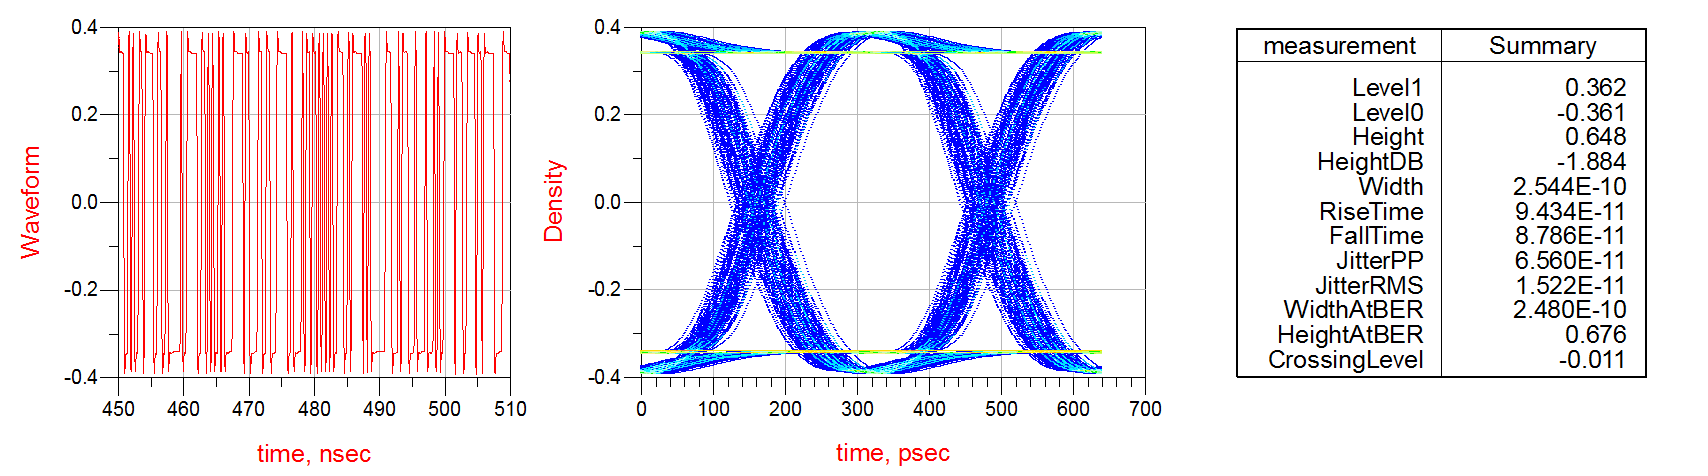 0.4
0.2
0.0
-0.2
-0.4
Waveform
450 460 470 480 490 500 510
time, nsec
0.4
0.2
0.0
-0.2
-0.4
Density
0 100 200 300 400 500 600 700
time, psec
measurement Summary
Level1 0.362
Level0 -0.361
Height 0.648
HeightDB -1.884
Width 2.544E-10
RiseTime 9.434E-11
FallTime 8.786E-11
JitterPP 6.560E-11
JitterRMS 1.522E-11
WidthAtBER 2.480E-10
HeightAtBER 0.676
CrossingLevel -0.011